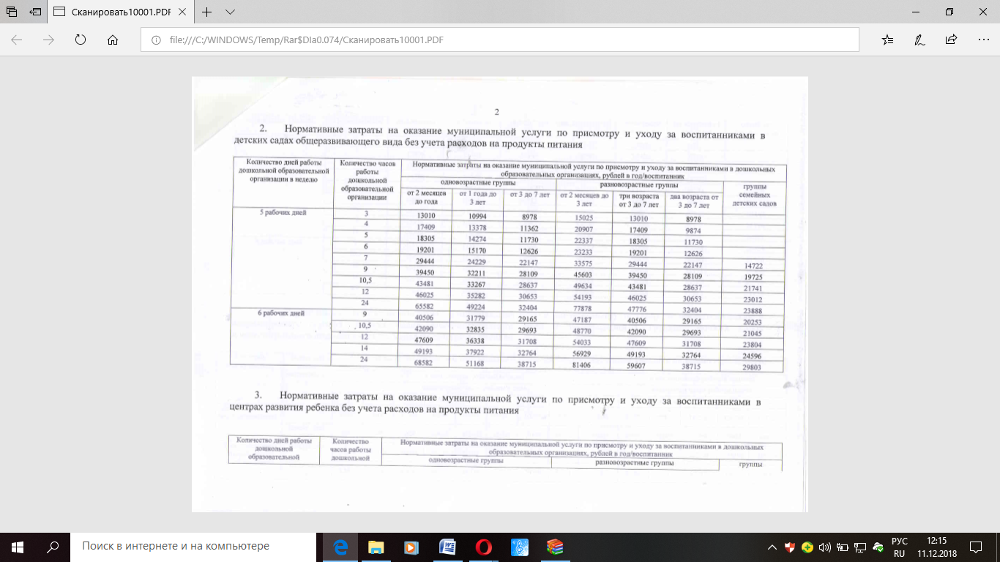 Сканировать10001.PDF
file:///C:/WINDOWS/Temp/Rar$DIa0.074/Сканировать10001.PDF
2
2. Нормативные затраты на оказание муниципальной услуги по присмотру и уходу за воспитанниками в
детских садах общеразвивающего вида без учета расходов на продукты питания
Количество дней работы дошкольной образовательной организации в неделю
Количество часов работы дошкольной образовательной организации
Нормативные затраты на оказание муниципальной услуги по присмотру и уходу за воспитанниками в дошкольных образовательных организациях, рублей в год/воспитанник
одновозрастные группы разновозрастные группы группы семейных детских садов
от 2 месяцев до года от 1 года до 3 лет от 3 до 7 лет от 2 месяцев до 3 лет три возраста от 3 до 7 лет два возраста от 3 до 7 лет
5 рабочих дней 3 13010 10994 8978 15025 13010 8978
4 17409 13378 11362 20907 17409 9874
5 18305 14274 11730 22337 18305 11730
6 19201 15170 12626 23233 19201 12626
7 29444 24229 22147 33575 29444 22147 14722
9 39450 32211 28109 45603 39450 28109 19725
10,5 43481 33267 28637 49634 43481 28637 21741
12 46025 35282 30653 54193 46025 30653 23012
24 65582 49224 32404 77878 47776 32404 23888
6 рабочих дней 9 40506 31779 29165 47187 40506 29165 20253
10,5 42090 32835 29693 48770 42090 29693 21045
12 47609 36338 31708 54033 47609 31708 23804
14 49193 37922 32764 56929 49193 32764 24596
24 68582 51168 38715 81406 59607 38715 29803
3. Нормативные затраты на оказание муниципальной услуги по присмотру и уходу за воспитанниками в
центрах развития ребенка без учета расходов на продукты питания
Количество дней работы дошкольной образовательной
Количество часов работы дошкольной
Нормативные затраты на оказание муниципальной услуги по присмотру и уходу за воспитанниками в дошкольных образовательных организациях, рублей в год/воспитанник
одновозрастные группы разновозрастные группы группы
Поиск в интернете и на компьютере
РУС
RU
12:15
11.12.2018